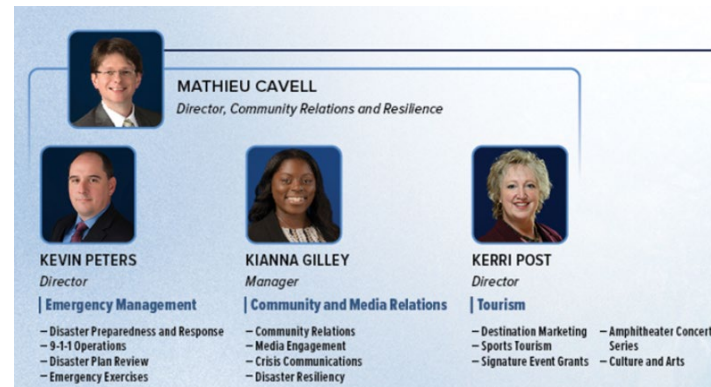 MATHIEU CAVELL
Director, Community Relations and Resilience
KEVIN PETERS
Director
Emergency Management
– Disaster Preparedness and Response
– 9-1-1 Operations
– Disaster Plan Review
– Emergency Exercises
KIANNA GILLEY
Manager
Community and Media Relations
– Community Relations
– Media Engagement
– Crisis Communications
– Disaster Resiliency
KERRI POST
Director
Tourism
– Destination Marketing
– Sports Tourism
– Signature Event Grants
– Amphitheater Concert
Series
– Culture and Arts